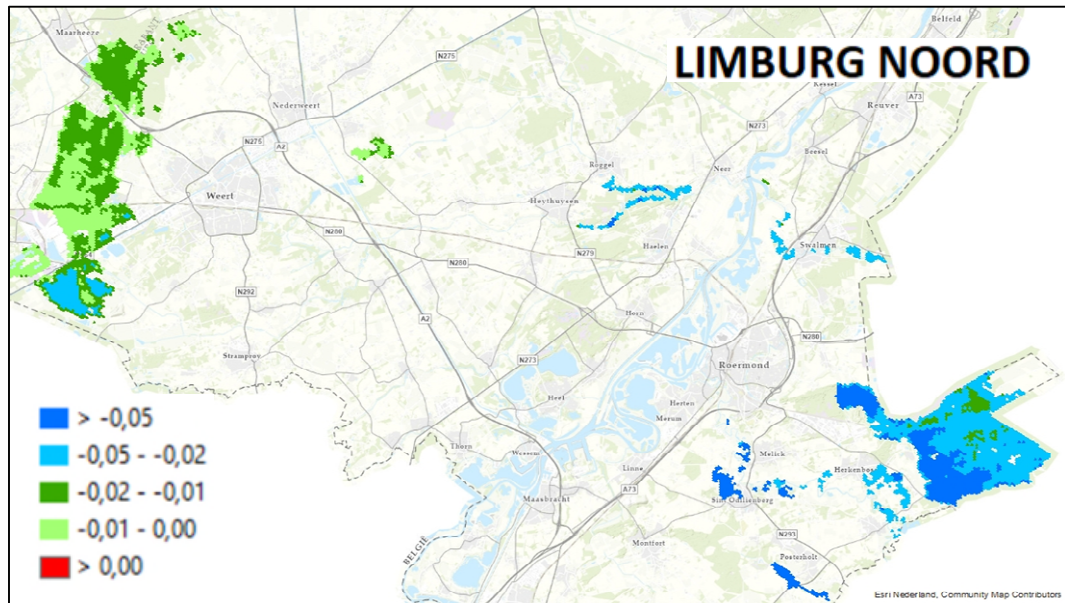 Maarheeze
Belfeld
LIMBURG NOORD
N275
Kessel
A73
Reuver
Nederweert
N273
N275
A2
Beesel
Roggel
Neer
Weert
Heythuysen
N280
Haelen
Swalmen
N279
N280
N292
Horn
A2
N280
Stramproy
N273
Roermond
Heel
Herten
Merum
> -0,05
Thorn
-0,05 - -0,02
Wessem
Melick
Linne
Herkenbos
-0,02 - -0,01
A73
Maasbracht
Sint Odiliënberg
-0,01 - 0,00
N293
Montfort
BELGIË
Posterholt
> 0,00
Esri Nederland, Community Map Contributors